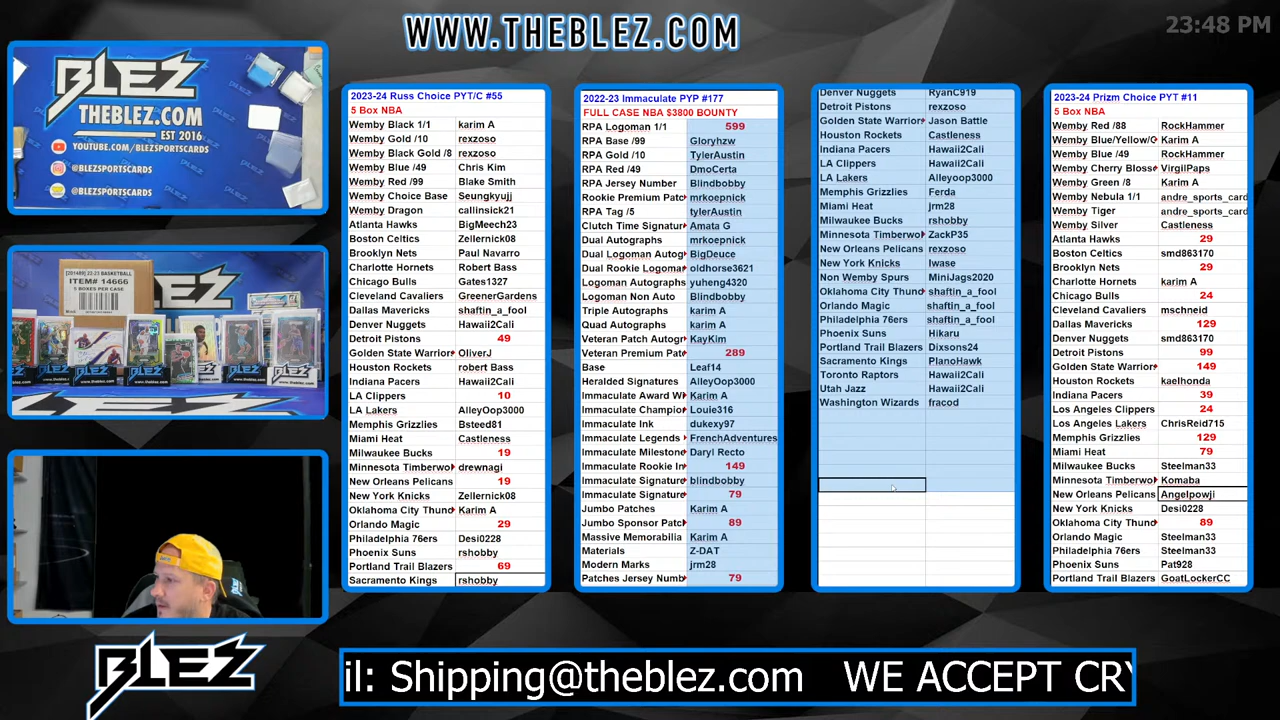 WWW.THEBLEZ.COM
23:48 PM
BLEZ
THEBLEZ.COM
EST 2016
YOUTUBE.COM/BLEZSPORTSCARDS
@BLEZSPORTSCARDS
@BLEZSPORTSCARDS
[201489] 22-23 BASKETBALL
ITEM# 14666
5 BOXES PER CASE
2023-24 Russ Choice PYT/C #55
5 Box NBA
Wemby Black 1/1 karim A
Wemby Gold /10 rexzoso
Wemby Black Gold /8 rexzoso
Wemby Blue /49 Chris Kim
Wemby Red /99 Blake Smith
Wemby Choice Base Seungkyujj
Wemby Dragon callinsick21
Atlanta Hawks BigMeech23
Boston Celtics Zellernick08
Brooklyn Nets Paul Navarro
Charlotte Hornets Robert Bass
Chicago Bulls Gates1327
Cleveland Cavaliers GreenerGardens
Dallas Mavericks shaftin_a_fool
Denver Nuggets Hawaii2Cali
Detroit Pistons 49
Golden State Warrior OliverJ
Houston Rockets robert Bass
Indiana Pacers Hawaii2Cali
LA Clippers 10
LA Lakers AlleyOop3000
Memphis Grizzlies Bsteed81
Miami Heat Castleness
Milwaukee Bucks 19
Minnesota Timberwo drewnagi
New Orleans Pelicans 19
New York Knicks Zellernick08
Oklahoma City Thun Karim A
Orlando Magic 29
Philadelphia 76ers Desi0228
Phoenix Suns rshobby
Portland Trail Blazers 69
Sacramento Kings rshobby
2022-23 Immaculate PYP #177
FULL CASE NBA $3800 BOUNTY
RPA Logoman 1/1 599
RPA Base /99 Gloryhzw
RPA Gold /10 TylerAustin
RPA Red /49 DmoCerta
RPA Jersey Number Blindbobby
Rookie Premium Patc mrkoepnick
RPA Tag /5 tylerAustin
Clutch Time Signatur Amata G
Dual Autographs mrkoepnick
Dual Logoman Autog BigDeuce
Dual Rookie Logoma oldhorse3621
Logoman Autographs yuheng4320
Logoman Non Auto Blindbobby
Triple Autographs karim A
Quad Autographs karim A
Veteran Patch Autogr KayKim
Veteran Premium Pat 289
Base Leaf14
Heralded Signatures AlleyOop3000
Immaculate Award Wi Karim A
Immaculate Champio Louie316
Immaculate Ink dukexy97
Immaculate Legends FrenchAdventures
Immaculate Mileston Daryl Recto
Immaculate Rookie In 149
Immaculate Signatur blindbobby
Immaculate Signatur 79
Jumbo Patches Karim A
Jumbo Sponsor Patc 89
Massive Memorabilia Karim A
Materials Z-DAT
Modern Marks jrm28
Patches Jersey Numb 79
Denver Nuggets RyanC919
Detroit Pistons rexzoso
Golden State Warrior Jason Battle
Houston Rockets Castleness
Indiana Pacers Hawaii2Cali
LA Clippers Hawaii2Cali
LA Lakers Alleyoop3000
Memphis Grizzlies Ferda
Miami Heat jrm28
Milwaukee Bucks rshobby
Minnesota Timberwo ZackP35
New Orleans Pelicans rexzoso
New York Knicks Iwase
Non Wemby Spurs MiniJags2020
Oklahoma City Thund shaftin_a_fool
Orlando Magic shaftin_a_fool
Philadelphia 76ers shaftin_a_fool
Phoenix Suns Hikaru
Portland Trail Blazers Dixsons24
Sacramento Kings PlanoHawk
Toronto Raptors Hawaii2Cali
Utah Jazz Hawaii2Cali
Washington Wizards fracod
2023-24 Prizm Choice PYT #11
5 Box NBA
Wemby Red /88 RockHammer
Wemby Blue/Yellow/G Karim A
Wemby Blue /49 RockHammer
Wemby Cherry Blosso VirgilPaps
Wemby Green /8 Karim A
Wemby Nebula 1/1 andre_sports_card
Wemby Tiger andre_sports_card
Wemby Silver Castleness
Atlanta Hawks 29
Boston Celtics smd863170
Brooklyn Nets 29
Charlotte Hornets karim A
Chicago Bulls 24
Cleveland Cavaliers mschneid
Dallas Mavericks 129
Denver Nuggets smd863170
Detroit Pistons 99
Golden State Warrior 149
Houston Rockets kaelhonda
Indiana Pacers 39
Los Angeles Clippers 24
Los Angeles Lakers ChrisReid715
Memphis Grizzlies 129
Miami Heat 79
Milwaukee Bucks Steelman33
Minnesota Timberwo Komaba
New Orleans Pelicans Angelpowji
New York Knicks Desi0228
Oklahoma City Thun 89
Orlando Magic Steelman33
Philadelphia 76ers Steelman33
Phoenix Suns Pat928
Portland Trail Blazers GoatLockerCC
BLEZ
il: Shipping@theblez.com WE ACCEPT CRY